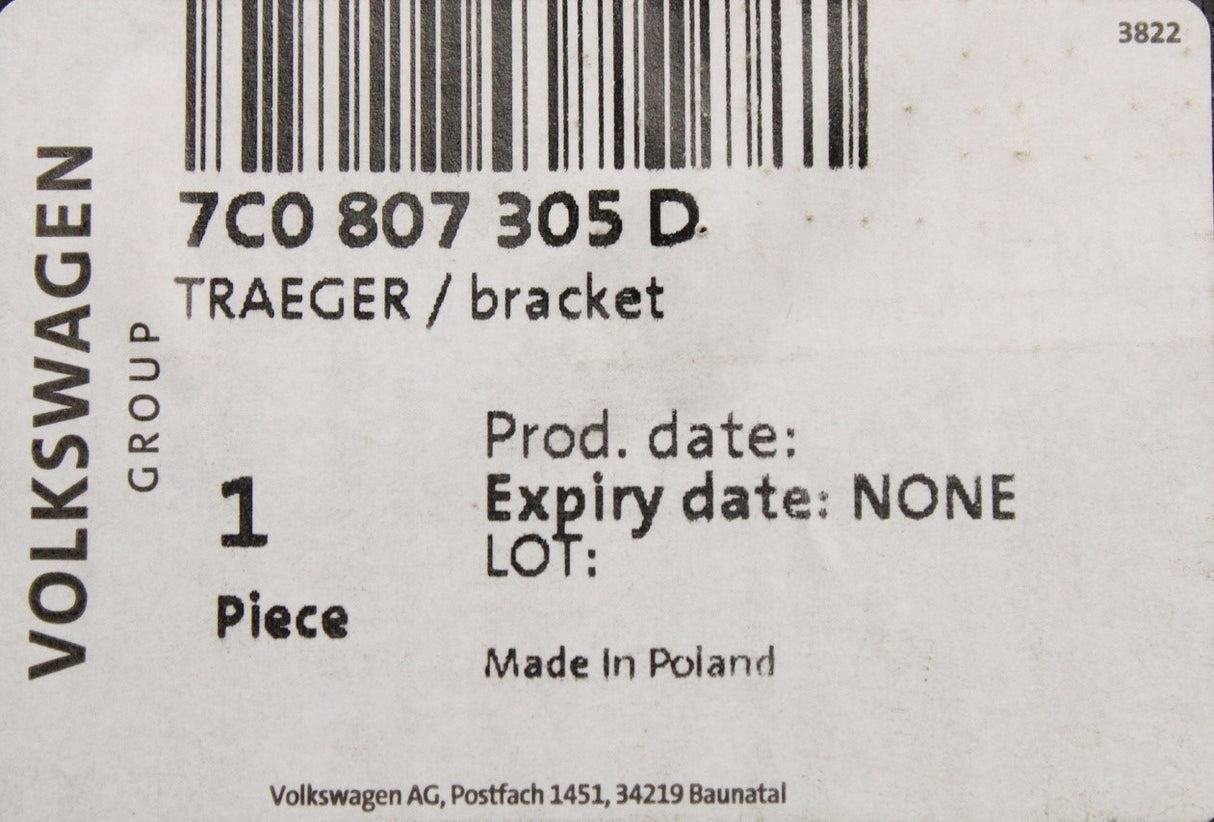 3822
7C0 807 305 D
TRAEGER / bracket
VOLKSWAGEN
GROUP
Prod. date:
Expiry date: NONE
LOT:
1
Piece
Made In Poland
Volkswagen AG, Postfach 1451, 34219 Baunatal